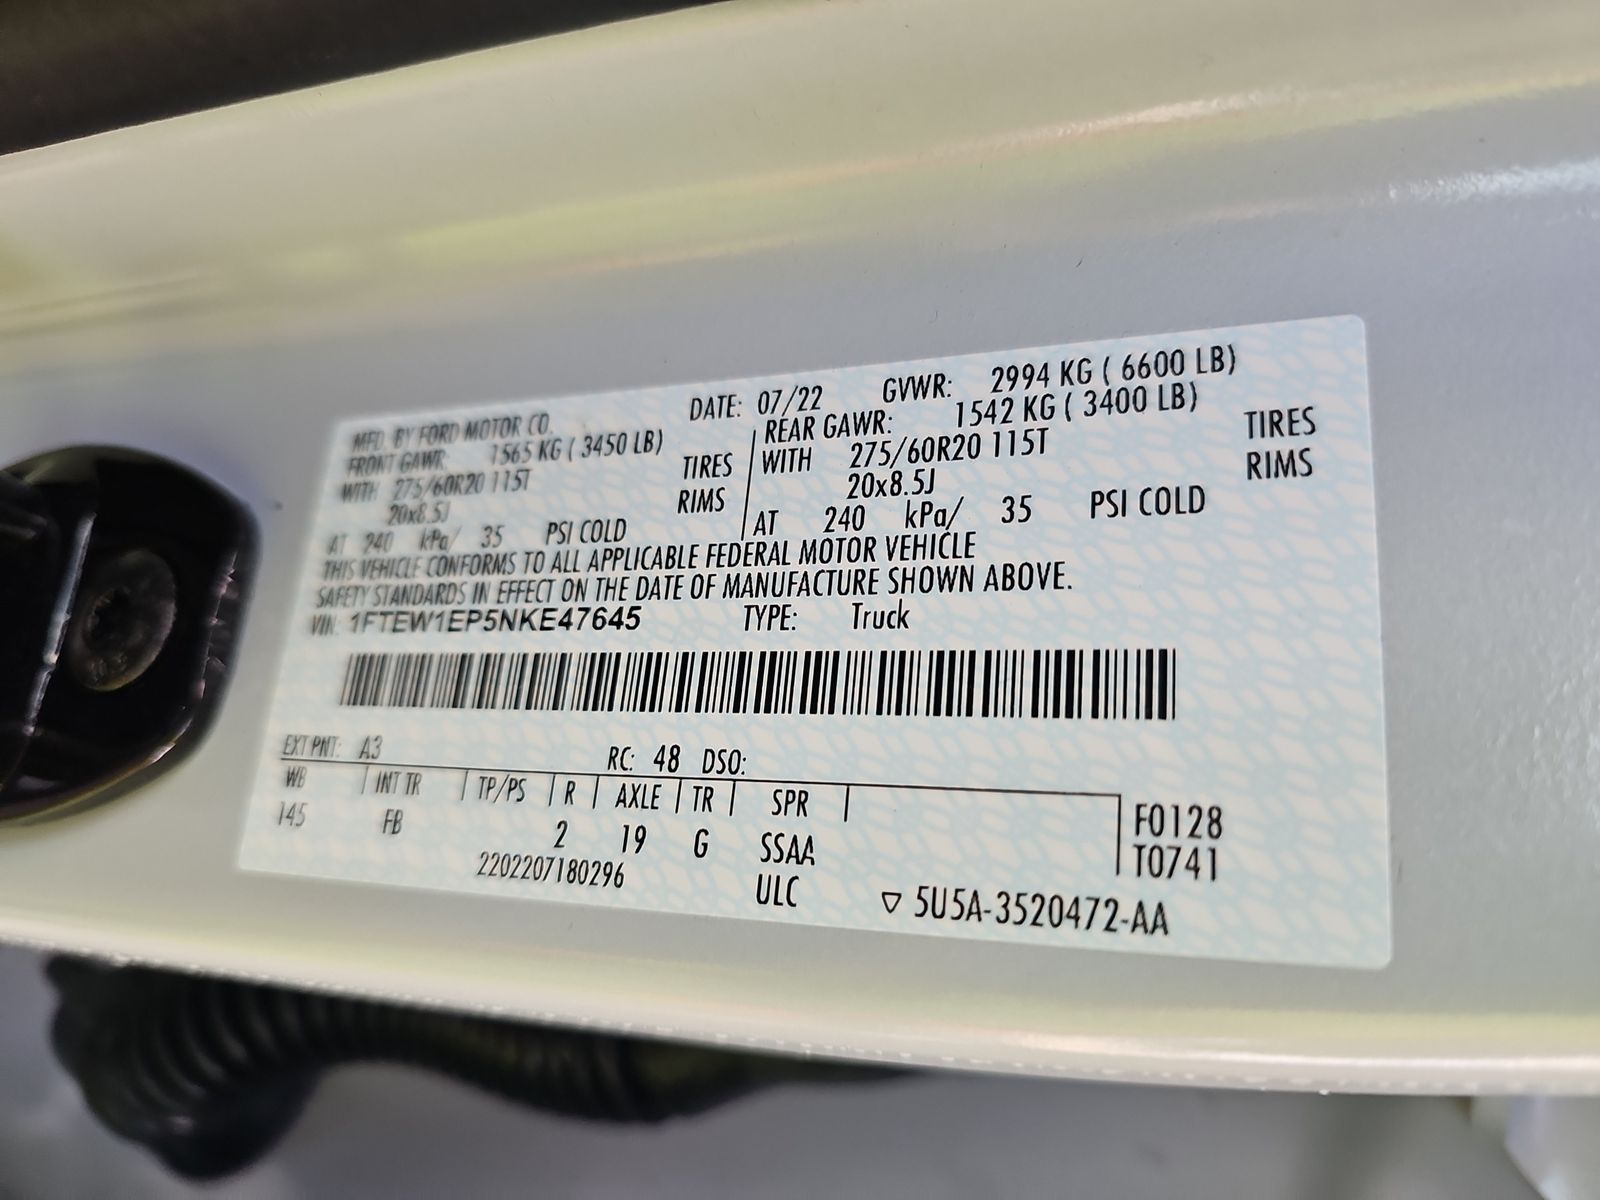 MFD. BY FORD MOTOR CO. DATE: 07/22 GVWR: 2994 KG ( 6600 LB)
FRONT GAWR: 1565 KG ( 3450 LB) REAR GAWR: 1542 KG ( 3400 LB)
WITH 275/60R20 115T TIRES WITH 275/60R20 115T TIRES
20x8.5J RIMS 20x8.5J RIMS
AT 240 kPa/ 35 PSI COLD AT 240 kPa/ 35 PSI COLD
THIS VEHICLE CONFORMS TO ALL APPLICABLE FEDERAL MOTOR VEHICLE
SAFETY STANDARDS IN EFFECT ON THE DATE OF MANUFACTURE SHOWN ABOVE.
VIN: 1FTEW1EP5NKE47645 TYPE: Truck
EXT PNT: A3 RC: 48 DSO:
WB INT TR TP/PS R AXLE TR SPR
145 FB 2 19 G SSAA
F0128
T0741
2202207180296 ULC ▽ 5U5A-3520472-AA